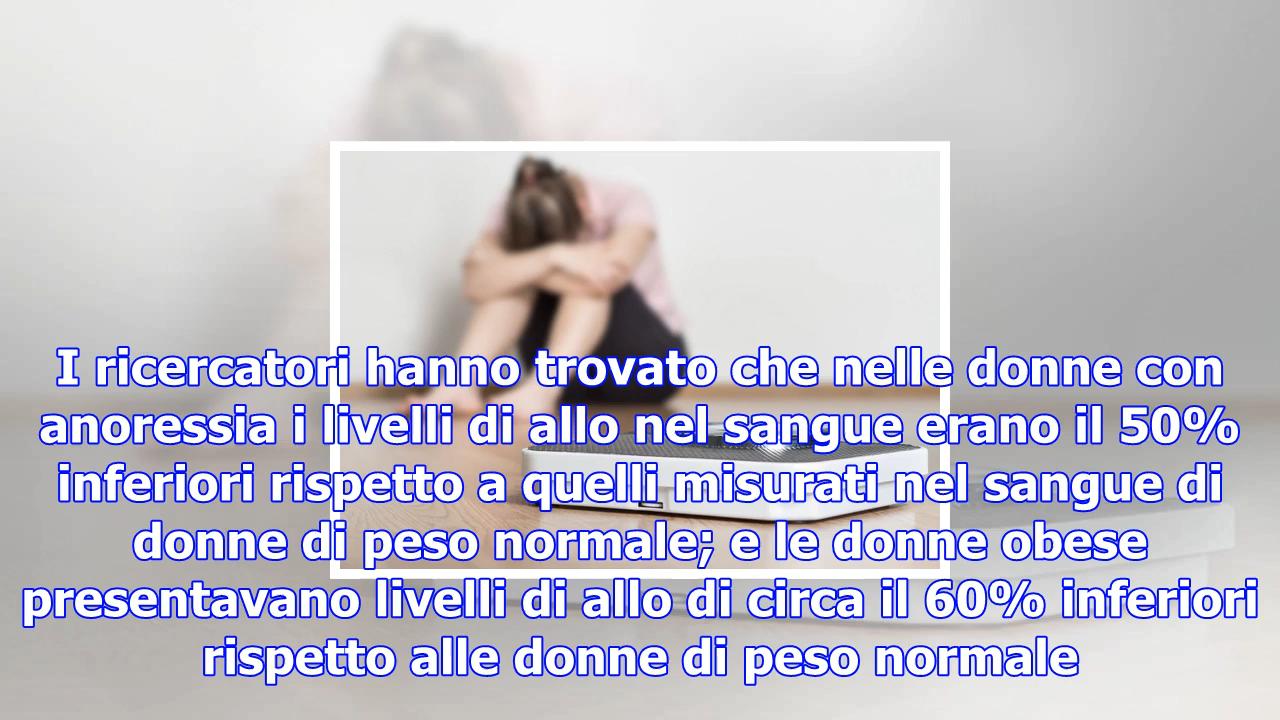 I ricercatori hanno trovato che nelle donne con
anoressia i livelli di allo nel sangue erano il 50%
inferiori rispetto a quelli misurati nel sangue di
donne di peso normale; e le donne obese
presentavano livelli di allo di circa il 60% inferiori
rispetto alle donne di peso normale